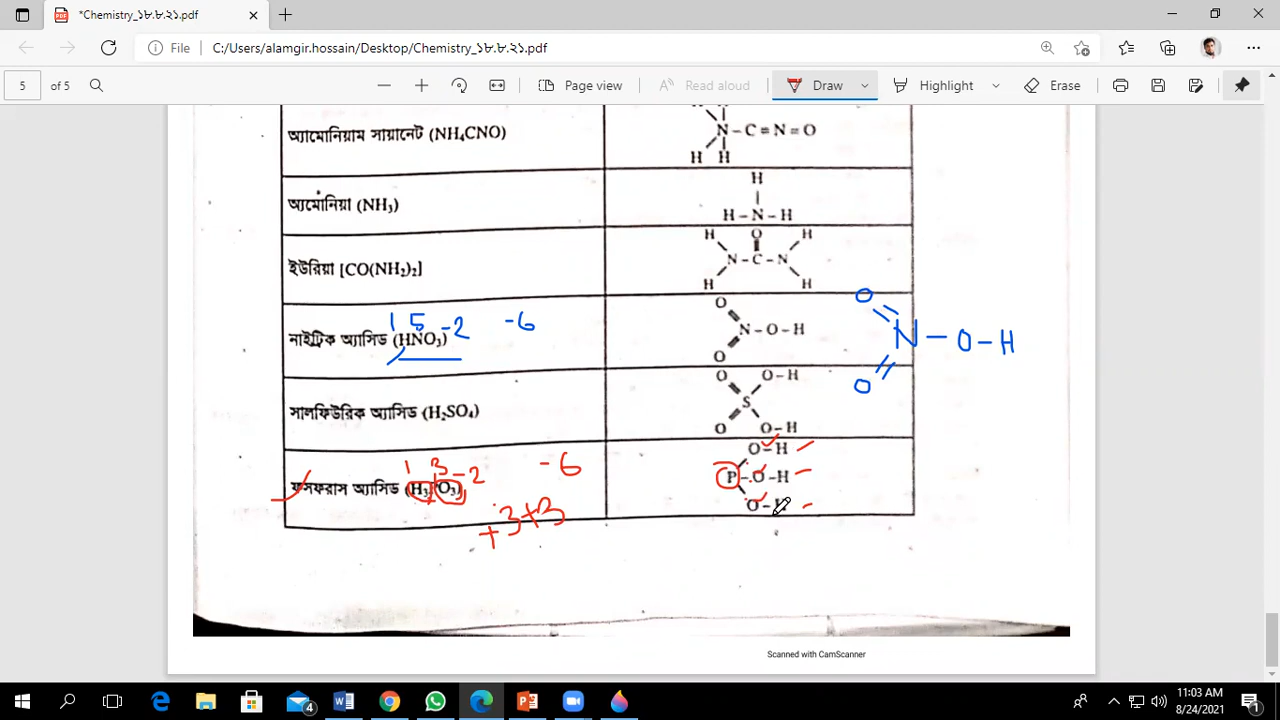 *Chemistry_১৮.৮.২১.pdf
File C:/Users/alamgir.hossain/Desktop/Chemistry_১৮.৮.২১.pdf
5 of 5
Page view
Read aloud
Draw
Highlight
Erase
অ্যামোনিয়াম সায়ানেট (NH₄CNO)
N – C ≡ N = O
H H
অ্যামোনিয়া (NH₃)
H
H – N – H
ইউরিয়া [CO(NH₂)₂]
H O H
N – C – N
H H
1 5 -2 -6
নাইট্রিক অ্যাসিড (HNO₃)
O
N – O – H
O
O
N – O – H
O
সালফিউরিক অ্যাসিড (H₂SO₄)
O O – H
S
O O – H
1 3 -2 -6
ফসফরাস অ্যাসিড (H₃PO₃)
+3+3
O – H
P – O – H
O – H
Scanned with CamScanner
4
11:03 AM
8/24/2021
1